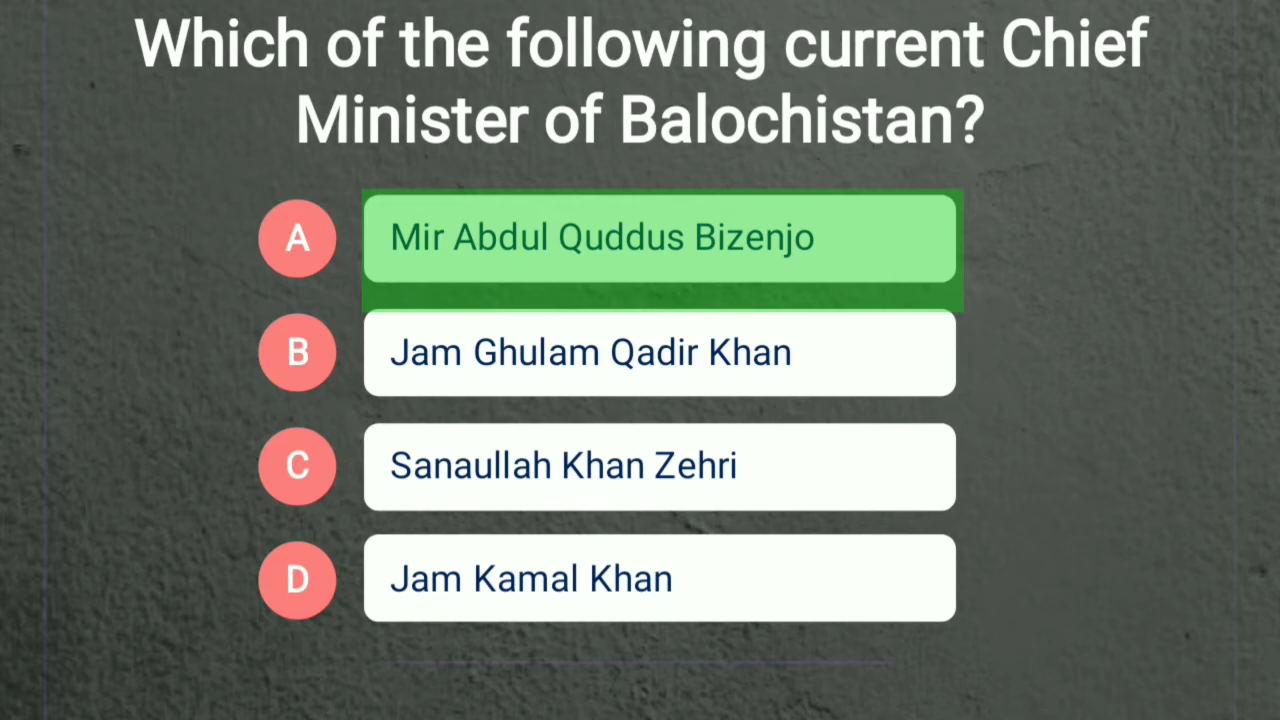 Which of the following current Chief
Minister of Balochistan?
A Mir Abdul Quddus Bizenjo
B Jam Ghulam Qadir Khan
C Sanaullah Khan Zehri
D Jam Kamal Khan